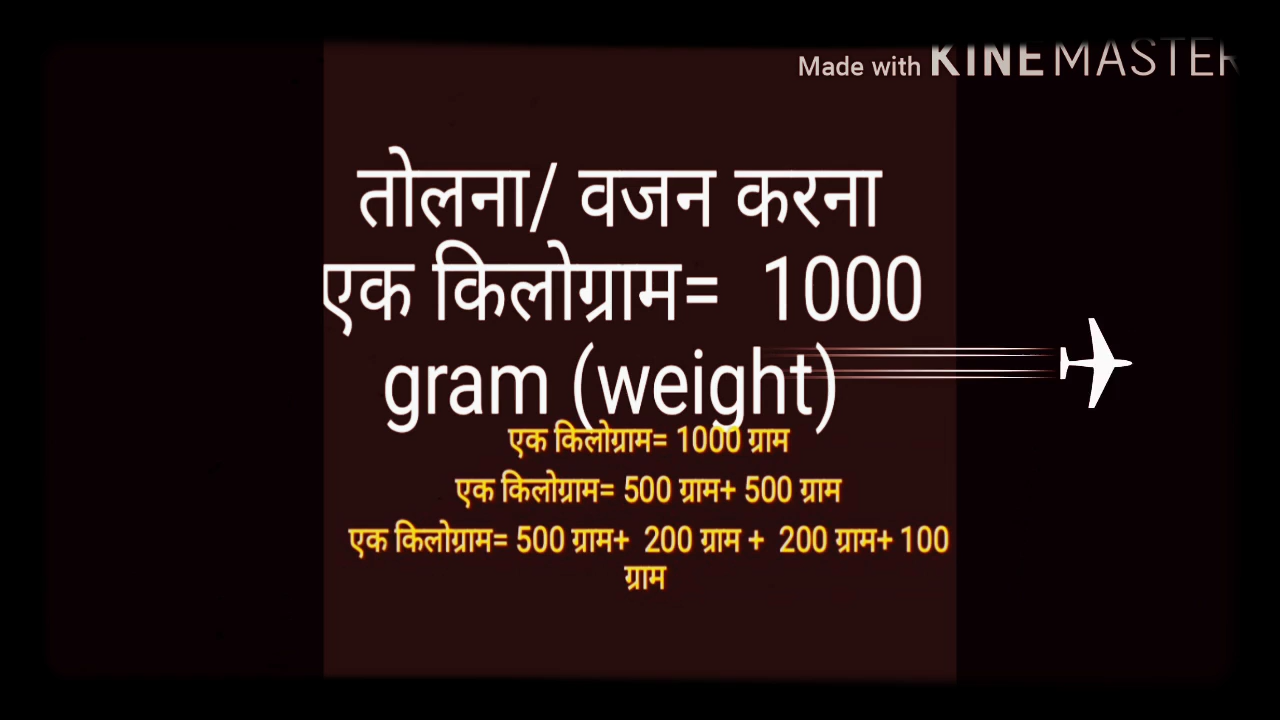 Made with KINEMASTER
तोलना/ वजन करना
एक किलोग्राम= 1000
gram (weight)
एक किलोग्राम= 1000 ग्राम
एक किलोग्राम= 500 ग्राम+ 500 ग्राम
एक किलोग्राम= 500 ग्राम+ 200 ग्राम + 200 ग्राम+ 100
ग्राम